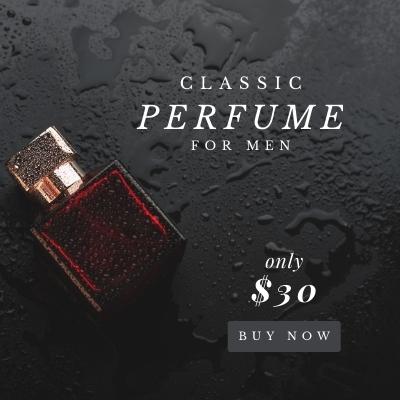 CLASSIC
PERFUME
FOR MEN
only
$30
BUY NOW